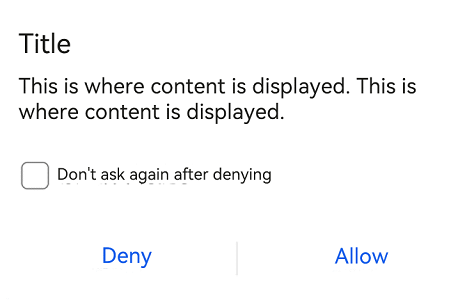 Title
This is where content is displayed. This is
where content is displayed.
Don't ask again after denying
Deny
Allow